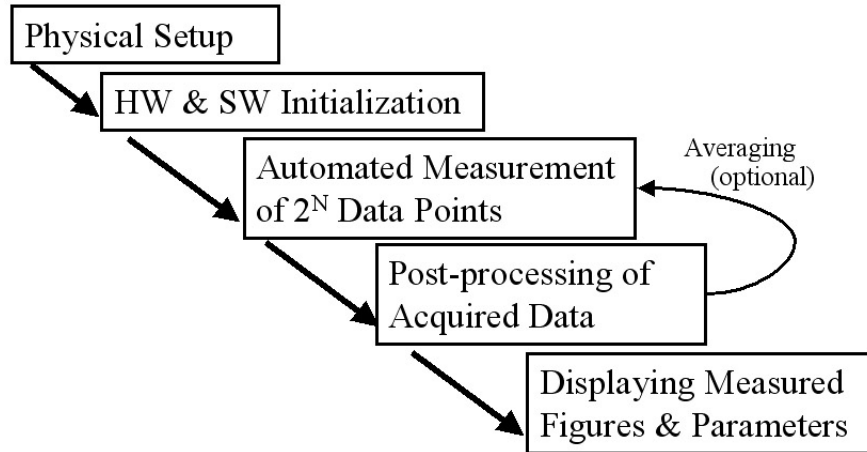 Physical Setup
HW & SW Initialization
Automated Measurement
of 2ᴺ Data Points
Averaging
(optional)
Post-processing of
Acquired Data
Displaying Measured
Figures & Parameters